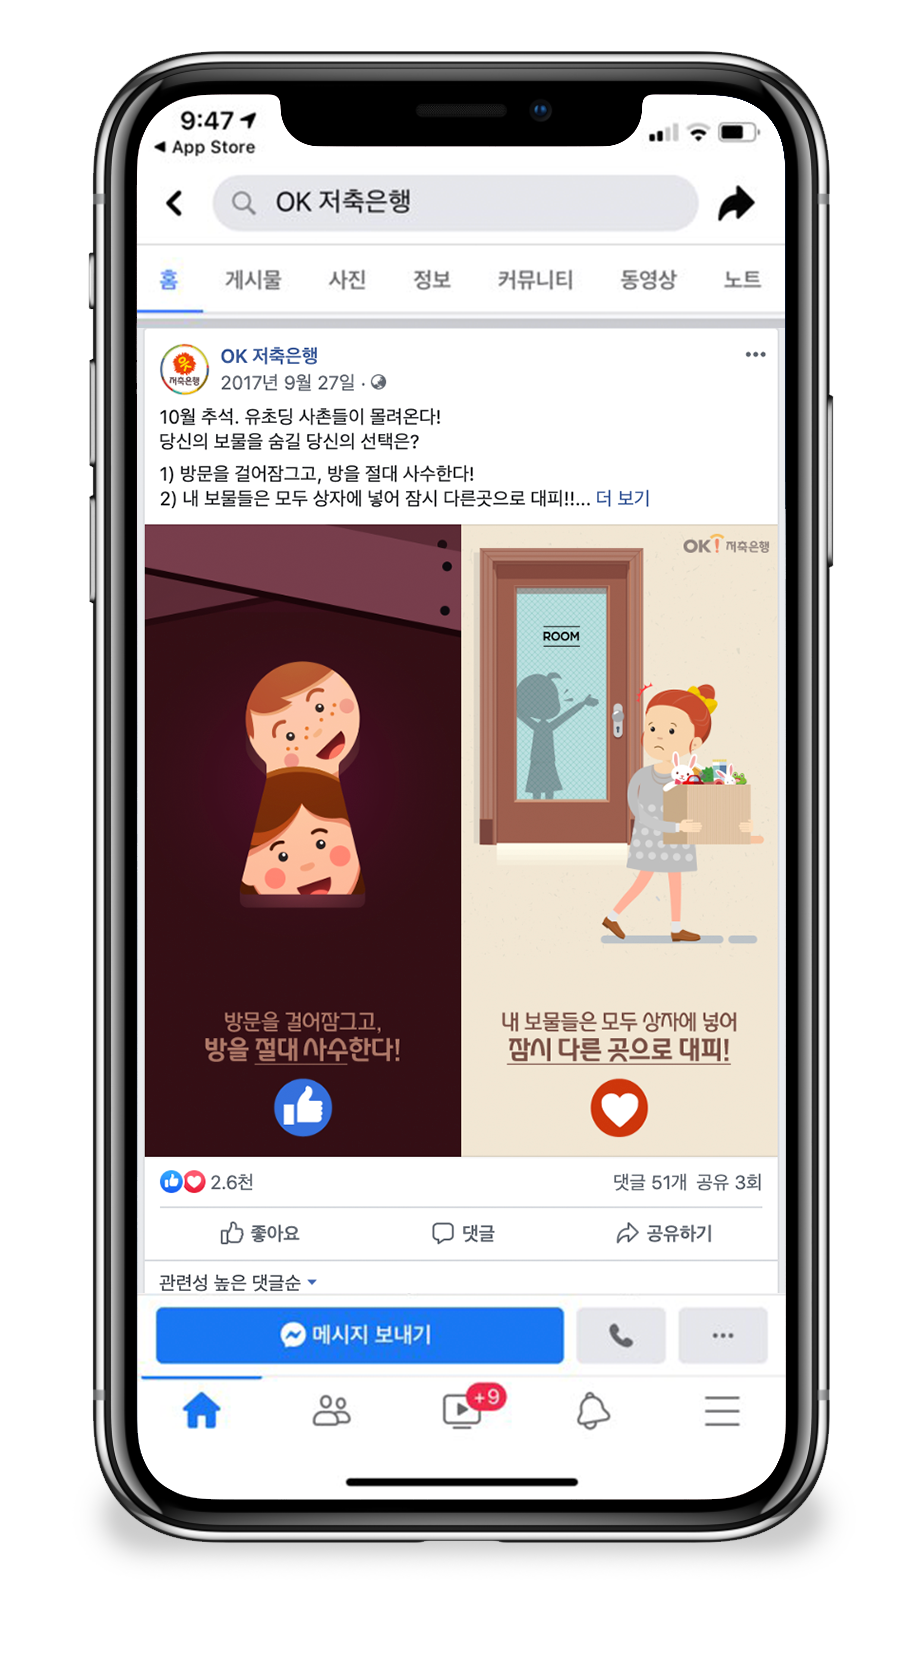 9:47
App Store
OK 저축은행
홈 게시물 사진 정보 커뮤니티 동영상 노트
저축은행
OK 저축은행
2017년 9월 27일 ·
10월 추석. 유초딩 사촌들이 몰려온다!
당신의 보물을 숨길 당신의 선택은?
1) 방문을 걸어잠그고, 방을 절대 사수한다!
2) 내 보물들은 모두 상자에 넣어 잠시 다른곳으로 대피!!... 더 보기
OK! 저축은행
ROOM
방문을 걸어잠그고,
방을 절대 사수한다!
내 보물들은 모두 상자에 넣어
잠시 다른 곳으로 대피!
2.6천 댓글 51개 공유 3회
좋아요 댓글 공유하기
관련성 높은 댓글순
메시지 보내기
+9